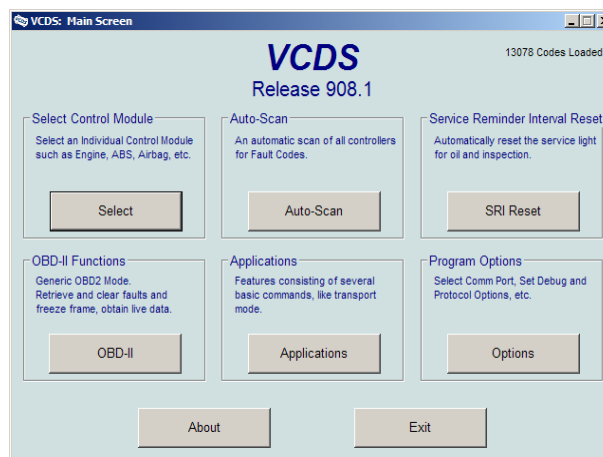 VCDS: Main Screen
VCDS
Release 908.1
13078 Codes Loaded
Select Control Module
Select an Individual Control Module
such as Engine, ABS, Airbag, etc.
Select
Auto-Scan
An automatic scan of all controllers
for Fault Codes.
Auto-Scan
Service Reminder Interval Reset
Automatically reset the service light
for oil and inspection.
SRI Reset
OBD-II Functions
Generic OBD2 Mode.
Retrieve and clear faults and
freeze frame, obtain live data.
OBD-II
Applications
Features consisting of several
basic commands, like transport
mode.
Applications
Program Options
Select Comm Port, Set Debug and
Protocol Options, etc.
Options
About
Exit